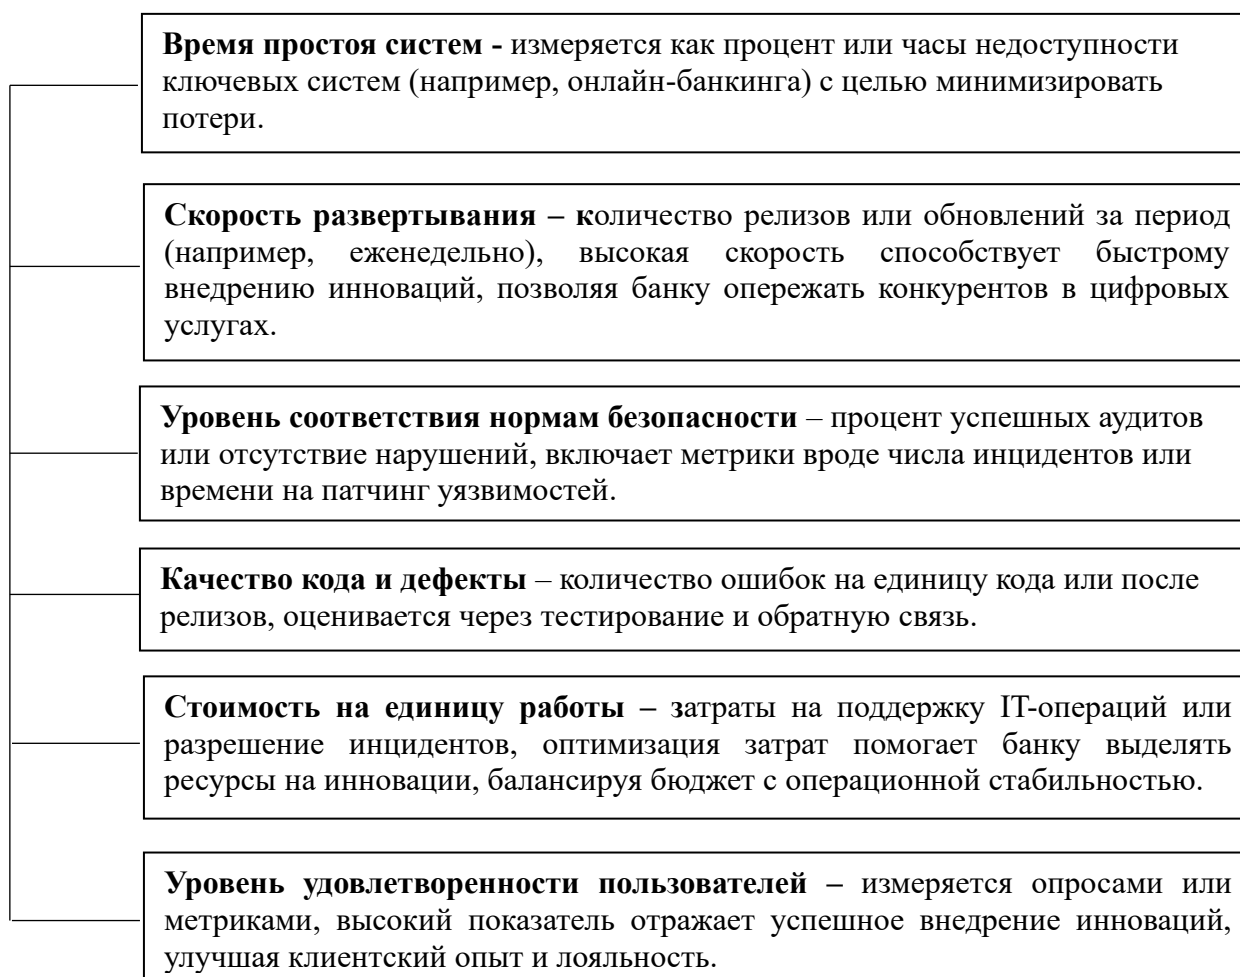 Время простоя систем - измеряется как процент или часы недоступности
ключевых систем (например, онлайн-банкинга) с целью минимизировать
потери.
Скорость развертывания – количество релизов или обновлений за период
(например, еженедельно), высокая скорость способствует быстрому
внедрению инноваций, позволяя банку опережать конкурентов в цифровых
услугах.
Уровень соответствия нормам безопасности – процент успешных аудитов
или отсутствие нарушений, включает метрики вроде числа инцидентов или
времени на патчинг уязвимостей.
Качество кода и дефекты – количество ошибок на единицу кода или после
релизов, оценивается через тестирование и обратную связь.
Стоимость на единицу работы – затраты на поддержку IT-операций или
разрешение инцидентов, оптимизация затрат помогает банку выделять
ресурсы на инновации, балансируя бюджет с операционной стабильностью.
Уровень удовлетворенности пользователей – измеряется опросами или
метриками, высокий показатель отражает успешное внедрение инноваций,
улучшая клиентский опыт и лояльность.